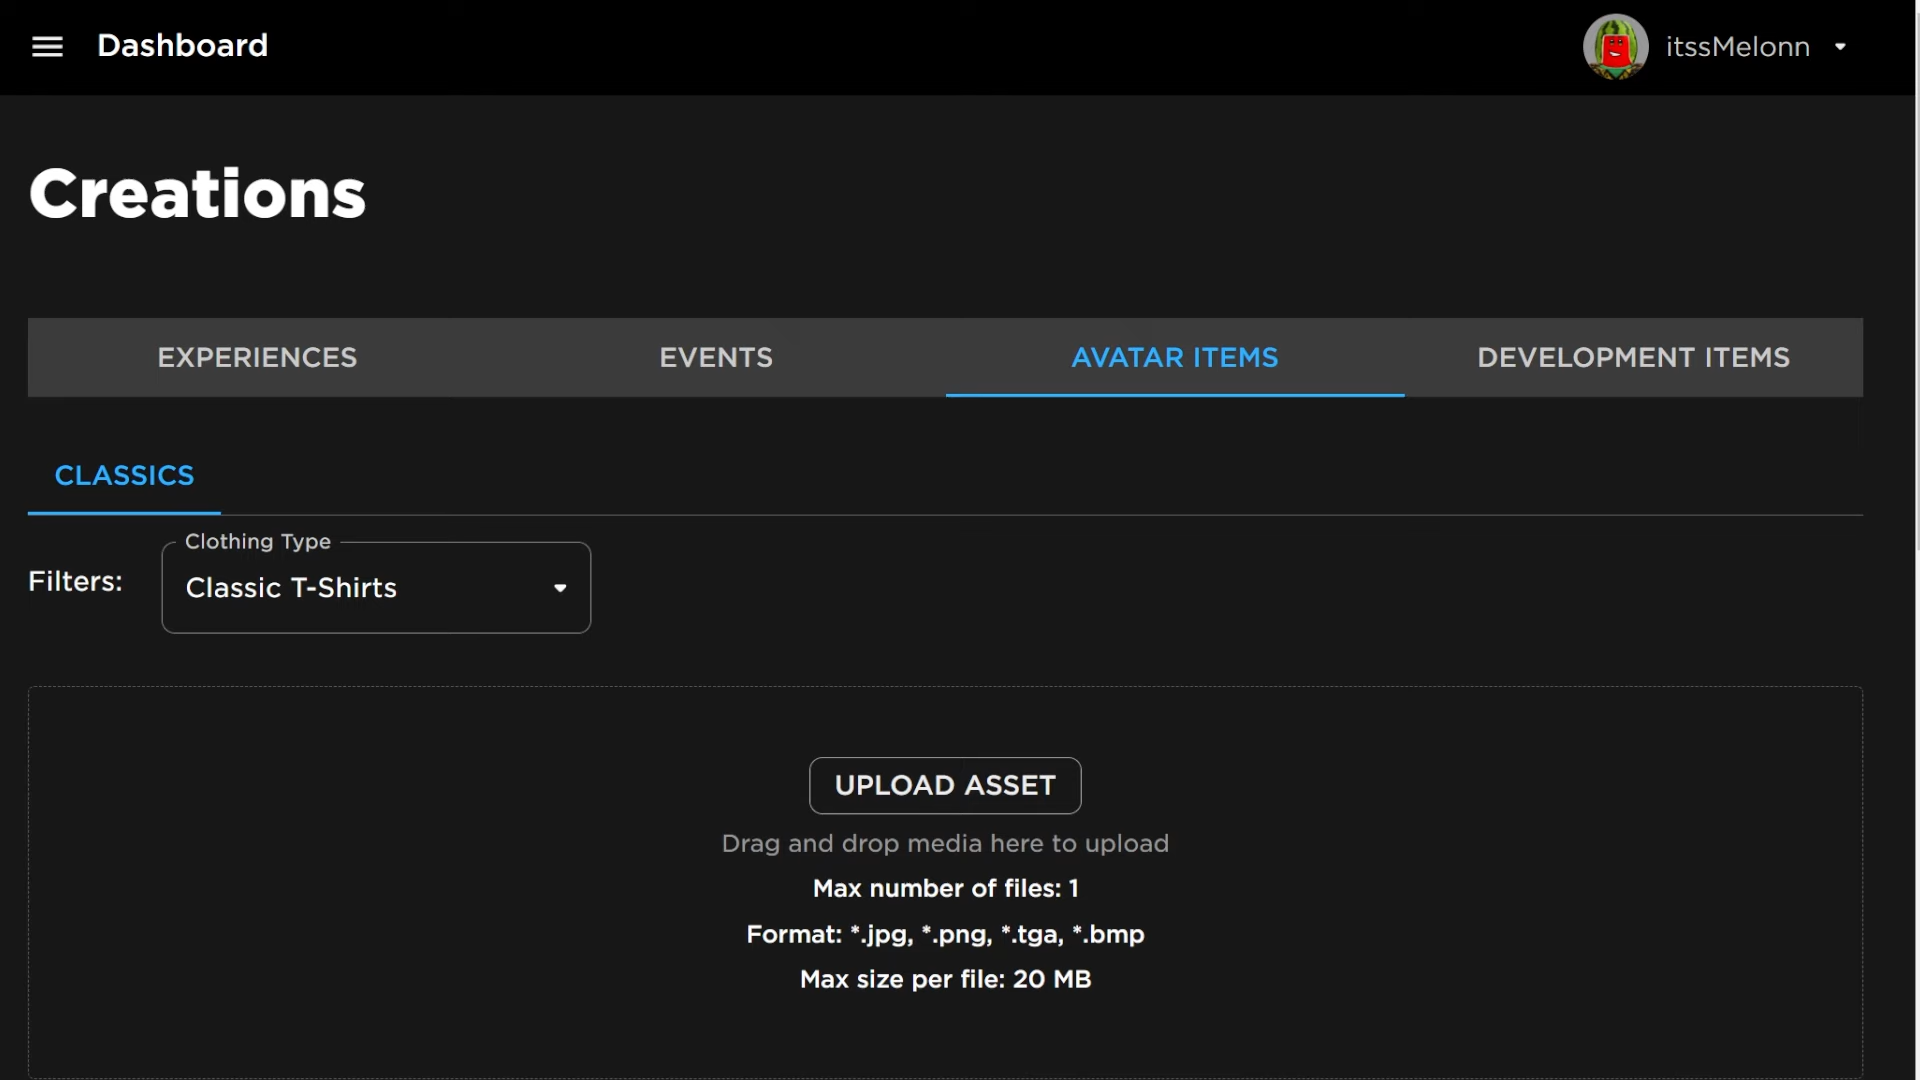 Dashboard
itssMelonn
Creations
EXPERIENCES
EVENTS
AVATAR ITEMS
DEVELOPMENT ITEMS
CLASSICS
Clothing Type
Filters:
Classic T-Shirts
UPLOAD ASSET
Drag and drop media here to upload
Max number of files: 1
Format: *.jpg, *.png, *.tga, *.bmp
Max size per file: 20 MB